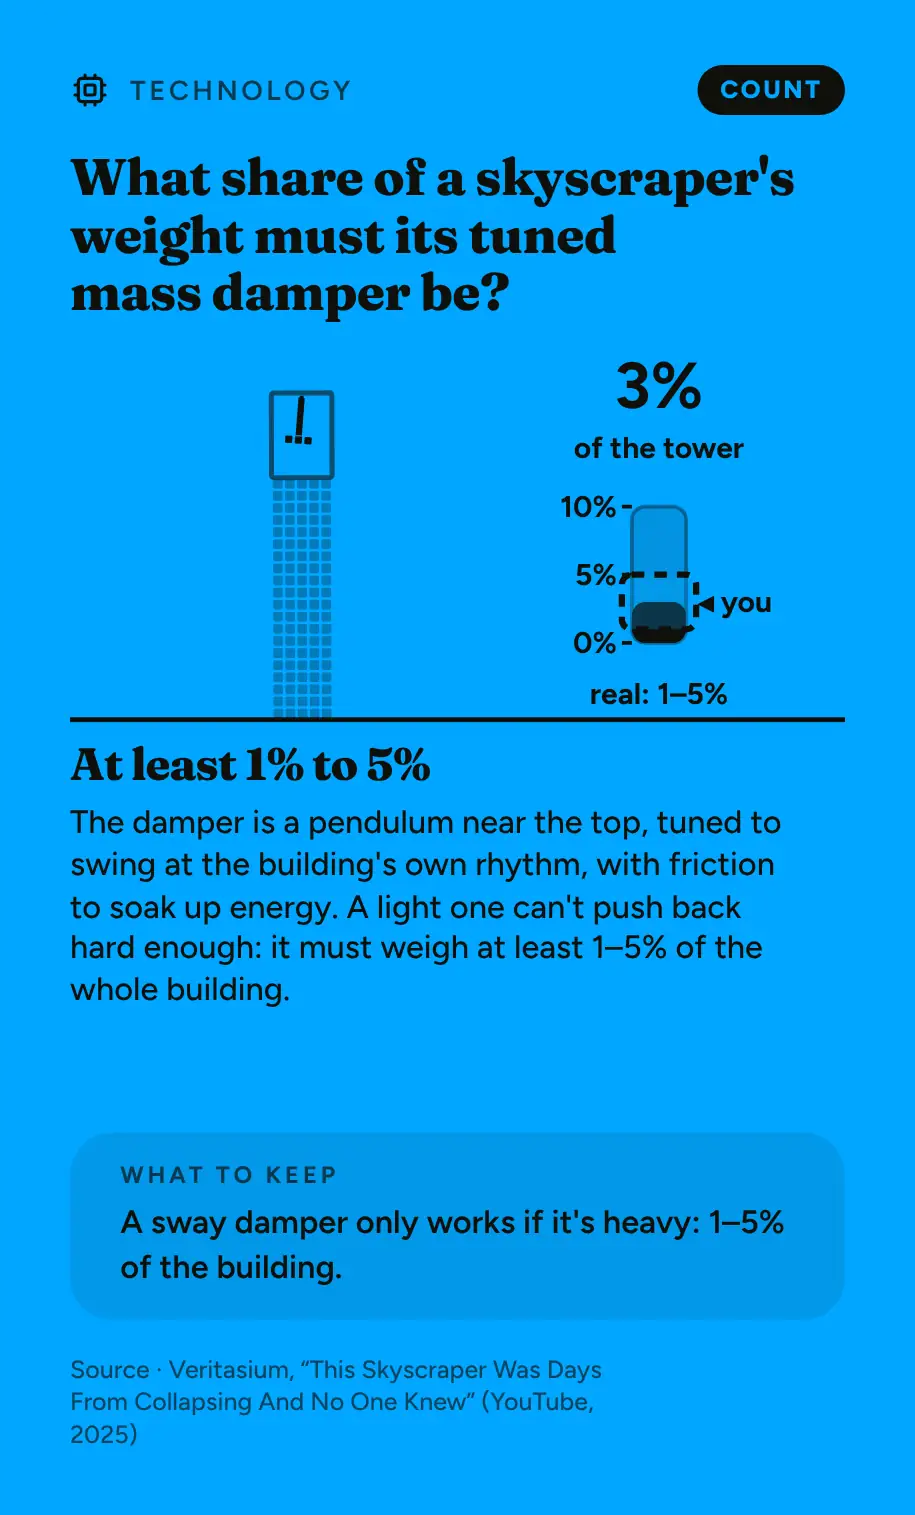 TECHNOLOGY
COUNT
What share of a skyscraper's
weight must its tuned
mass damper be?
3%
of the tower
10%
5%
you
0%
real: 1–5%
At least 1% to 5%
The damper is a pendulum near the top, tuned to
swing at the building's own rhythm, with friction
to soak up energy. A light one can't push back
hard enough: it must weigh at least 1–5% of the
whole building.
WHAT TO KEEP
A sway damper only works if it's heavy: 1–5%
of the building.
Source · Veritasium, “This Skyscraper Was Days
From Collapsing And No One Knew” (YouTube,
2025)